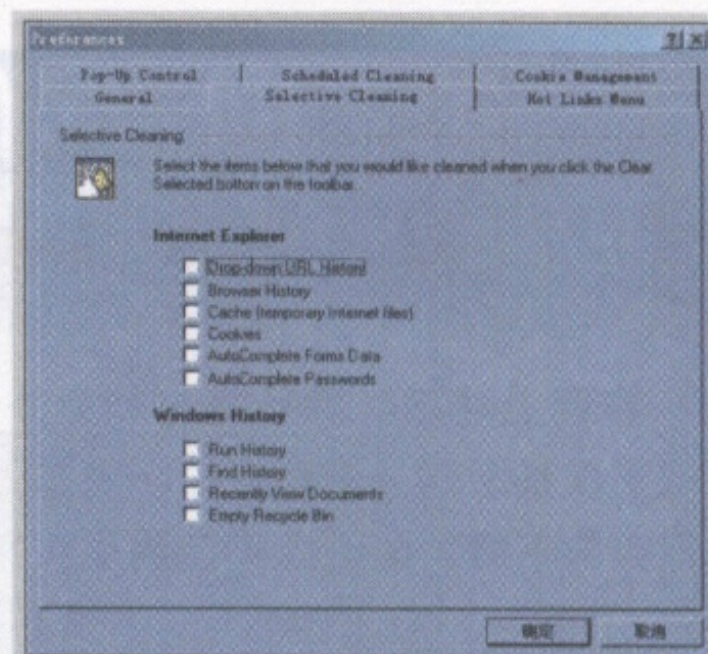 Preferences
Pop-Up Control Scheduled Cleaning Cookie Management
General Selective Cleaning Hot Links Menu
Selective Cleaning
Select the items below that you would like cleaned when you click the Clear
Selected button on the toolbar.
Internet Explorer
Drop-down URL History
Browser History
Cache (temporary Internet files)
Cookies
AutoComplete Forms Data
AutoComplete Passwords
Windows History
Run History
Find History
Recently View Documents
Empty Recycle Bin
确定 取消